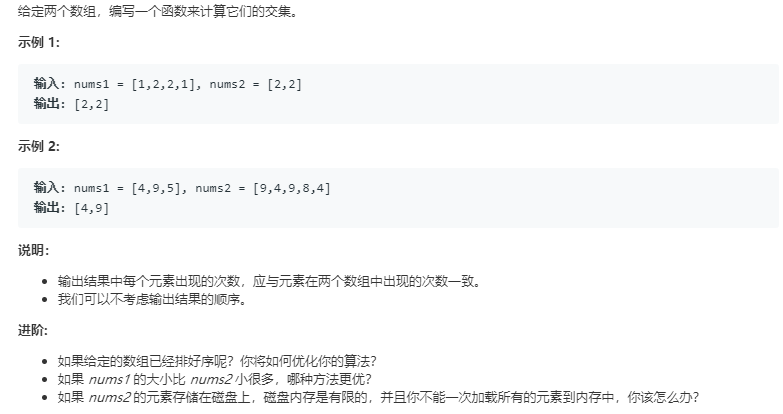 给定两个数组，编写一个函数来计算它们的交集。
示例 1:
输入: nums1 = [1,2,2,1], nums2 = [2,2]
输出: [2,2]
示例 2:
输入: nums1 = [4,9,5], nums2 = [9,4,9,8,4]
输出: [4,9]
说明：
输出结果中每个元素出现的次数，应与元素在两个数组中出现的次数一致。
我们可以不考虑输出结果的顺序。
进阶:
如果给定的数组已经排好序呢？你将如何优化你的算法？
如果 nums1 的大小比 nums2 小很多，哪种方法更优？
如果 nums2 的元素存储在磁盘上，磁盘内存是有限的，并且你不能一次加载所有的元素到内存中，你该怎么办？